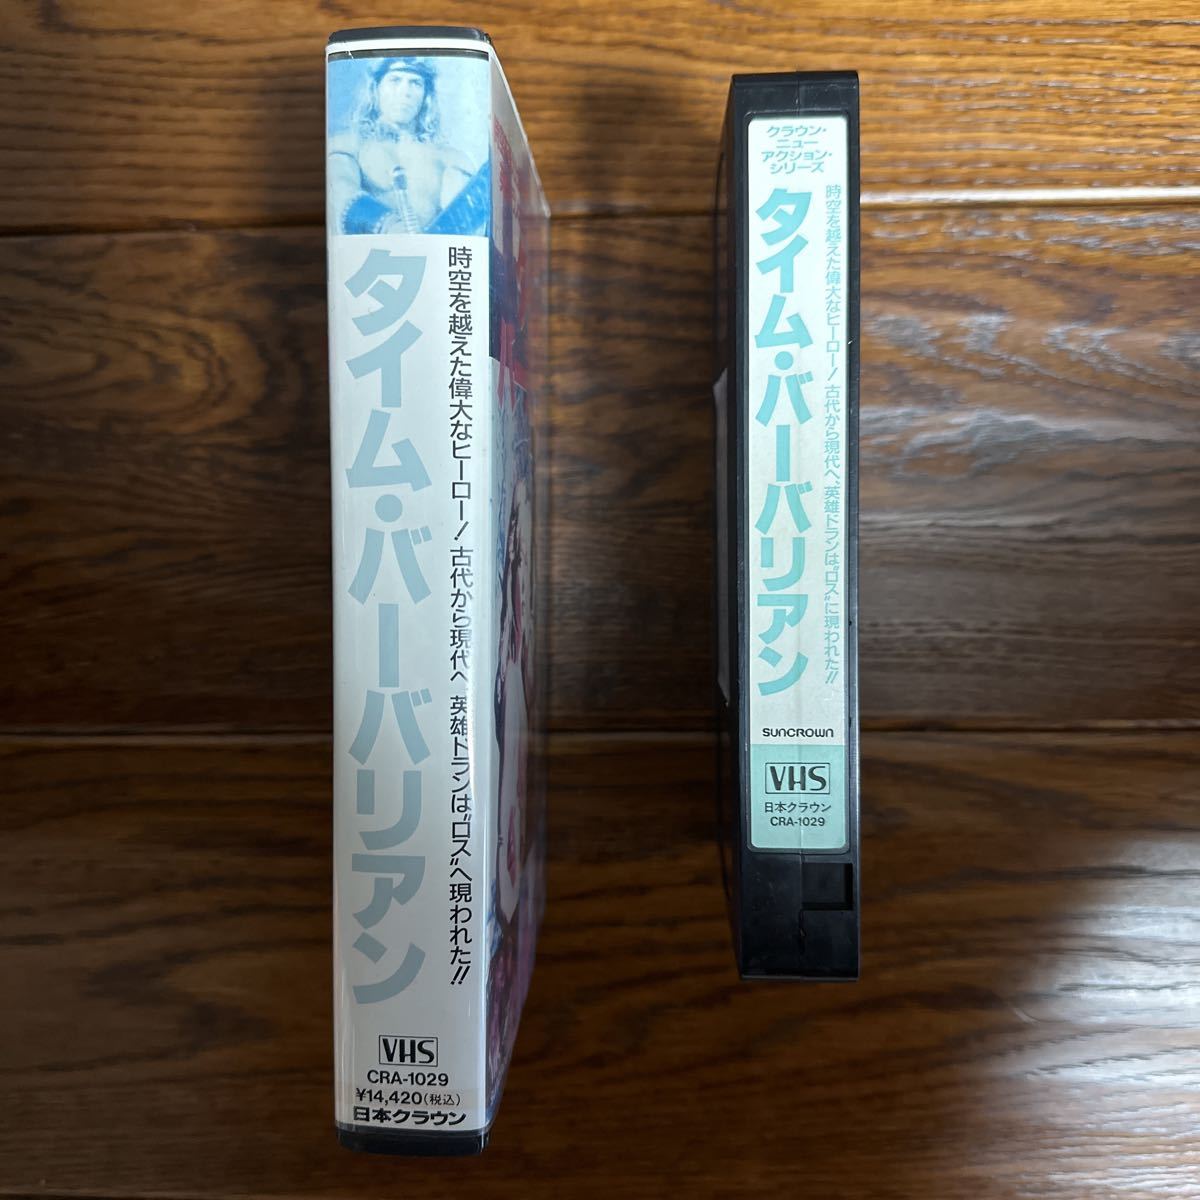 タイム・バーバリアン
時空を越えた偉大なヒーロー! 古代から現代へ、英雄ドランは“ロス”へ現われた!!
VHS
CRA-1029
¥14,420(税込)
日本クラウン
クラウン・
ニュー
アクション・
シリーズ
タイム・バーバリアン
時空を越えた偉大なヒーロー! 古代から現代へ、英雄ドランは“ロス”に現われた!!
SUNCROWN
VHS
日本クラウン
CRA-1029